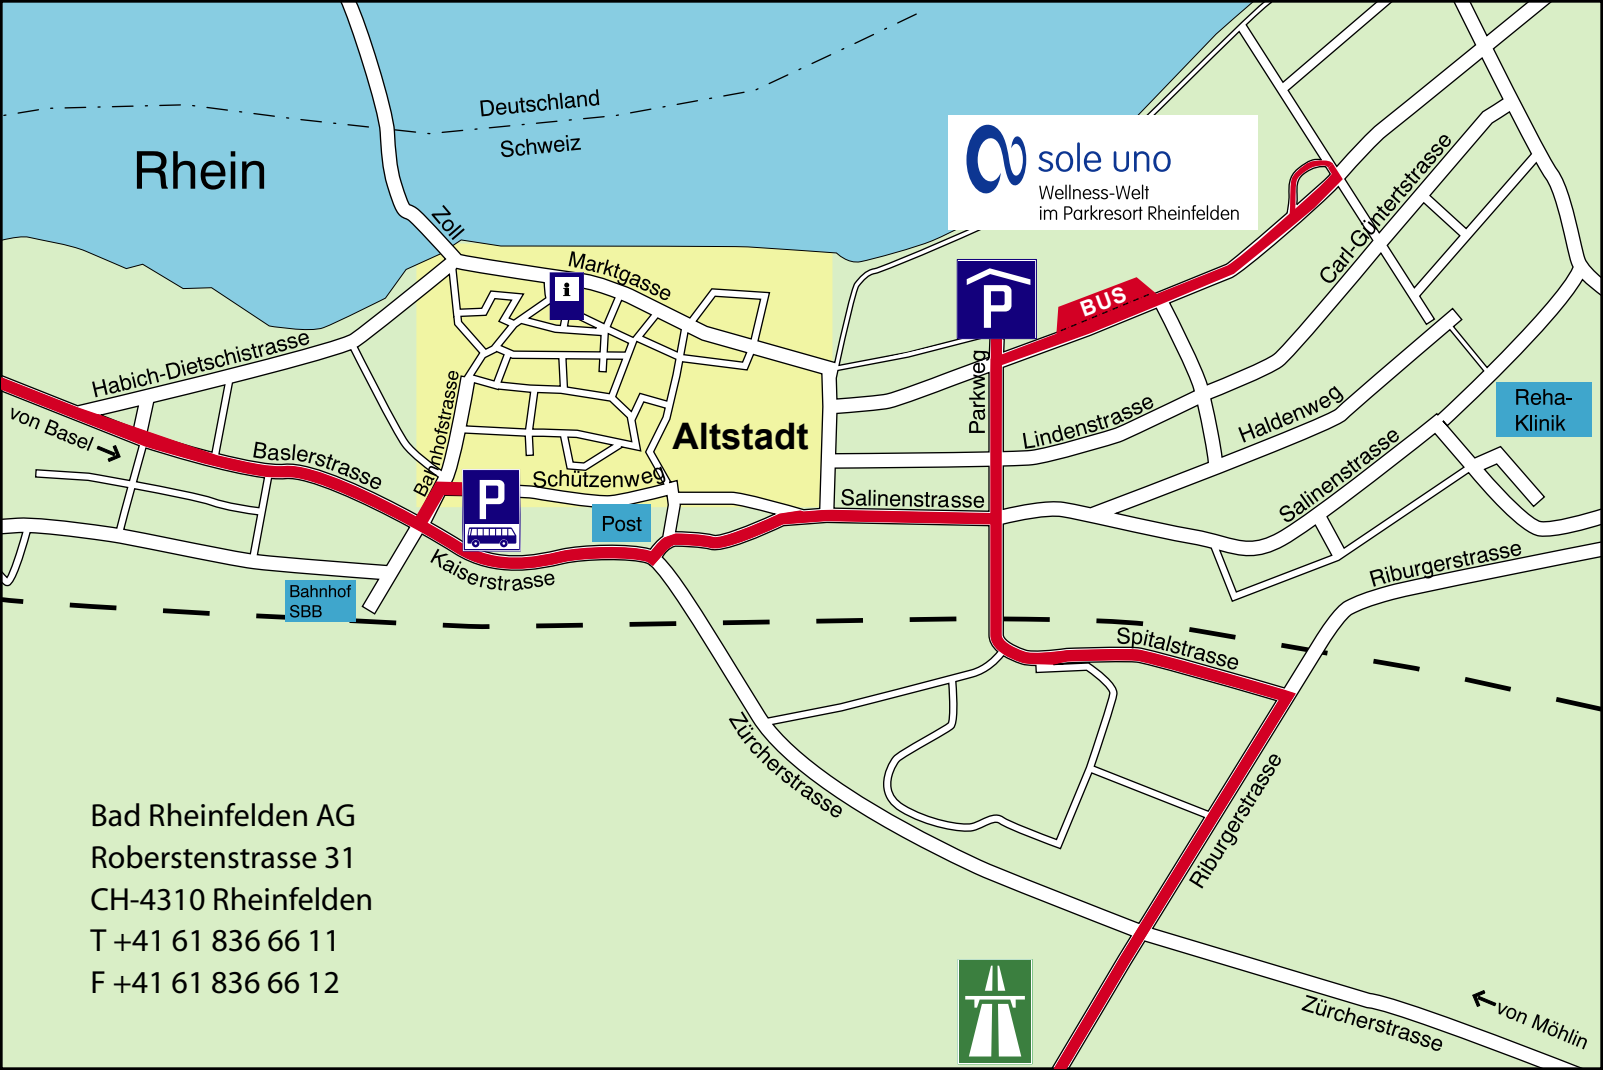 Deutschland
Schweiz
Rhein
Zoll
sole uno
Wellness-Welt
im Parkresort Rheinfelden
Marktgasse
i
Carl-Güntertstrasse
BUS
P
Habich-Dietschistrasse
Parkweg
Bahnhofstrasse
von Basel
Baslerstrasse
Altstadt
Lindenstrasse
Haldenweg
Reha-
Klinik
Schützenweg
P
Salinenstrasse
Salinenstrasse
Post
Kaiserstrasse
Riburgerstrasse
Bahnhof
SBB
Spitalstrasse
Zürcherstrasse
Riburgerstrasse
Bad Rheinfelden AG
Roberstenstrasse 31
CH-4310 Rheinfelden
T +41 61 836 66 11
F +41 61 836 66 12
Zürcherstrasse
von Möhlin